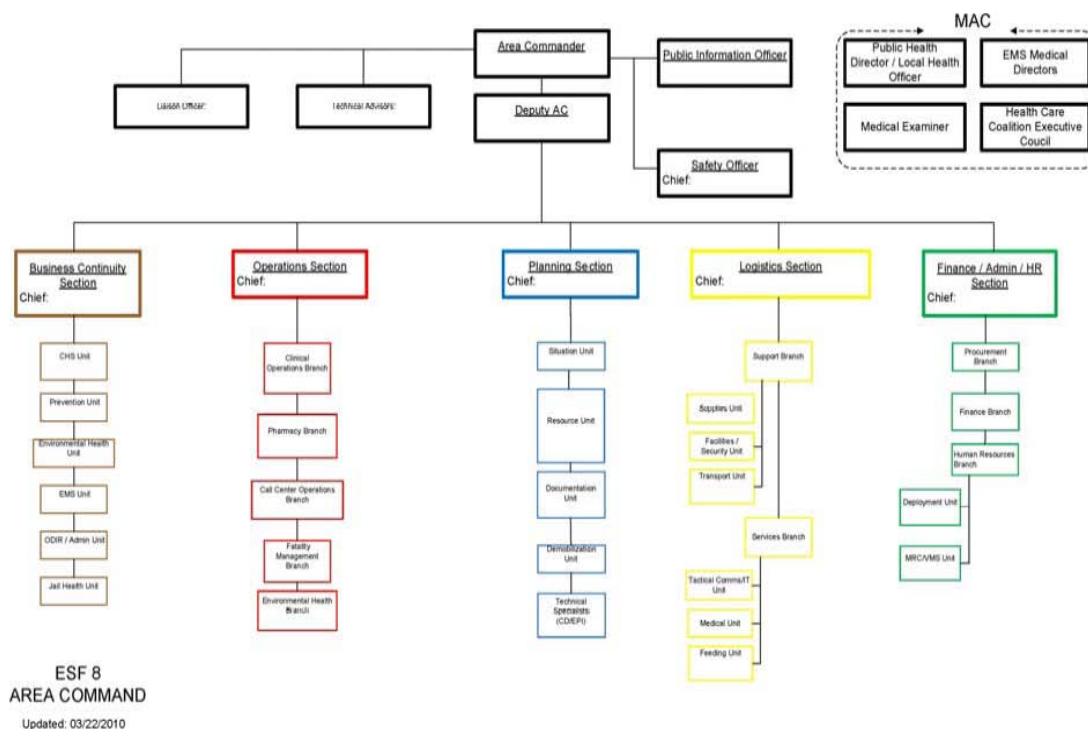 MAC
Area Commander
Public Information Officer
Public Health
Director / Local Health
Officer
EMS Medical
Directors
Liaison Officer:
Technical Advisors:
Deputy AC
Medical Examiner
Health Care
Coalition Executive
Coucil
Safety Officer
Chief:
Business Continuity
Section
Chief:
Operations Section
Chief:
Planning Section
Chief:
Logistics Section
Chief:
Finance / Admin / HR
Section
Chief:
CHS Unit
Prevention Unit
Environmental Health
Unit
EMS Unit
ODIR / Admin Unit
Jail Health Unit
Clinical
Operations Branch
Pharmacy Branch
Call Center Operations
Branch
Fatality
Management
Branch
Environmental Health
Branch
Situation Unit
Resource Unit
Documentation
Unit
Demobilization
Unit
Technical
Specialists
(CD/EPI)
Support Branch
Supplies Unit
Facilities /
Security Unit
Transport Unit
Services Branch
Tactical Comms/IT
Unit
Medical Unit
Feeding Unit
Procurement
Branch
Finance Branch
Human Resources
Branch
Deployment Unit
MRC/VMS Unit
ESF 8
AREA COMMAND
Updated: 03/22/2010